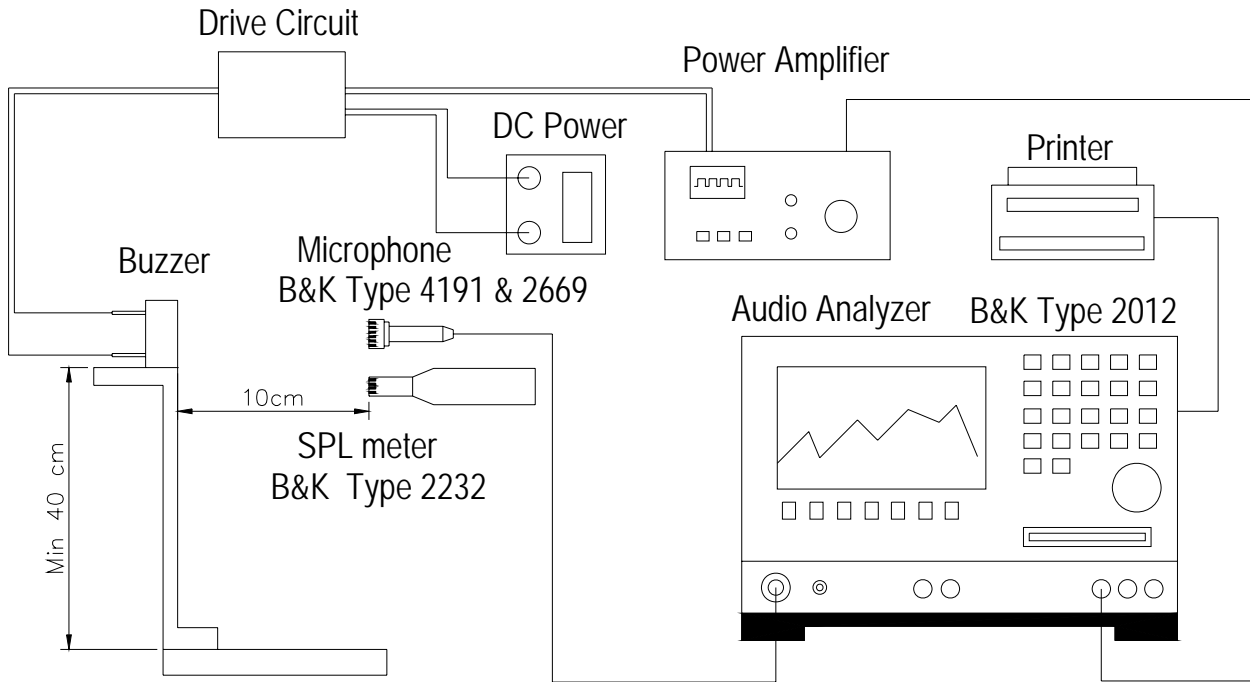 Drive Circuit
Power Amplifier
DC Power
Printer
Buzzer
Microphone
B&K Type 4191 & 2669
Audio Analyzer
B&K Type 2012
10cm
SPL meter
B&K Type 2232
Min 40 cm